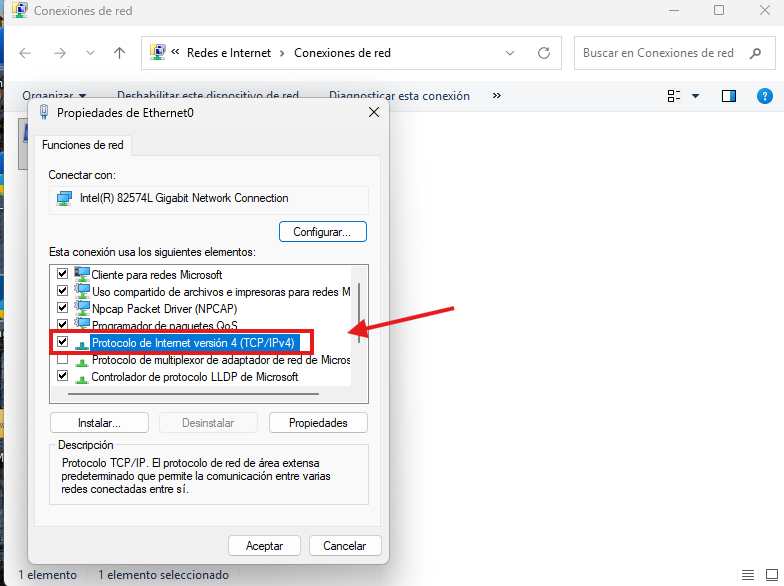 Conexiones de red
« Redes e Internet > Conexiones de red
Buscar en Conexiones de red
Organizar Deshabilitar este dispositivo de red Diagnosticar esta conexión »
Propiedades de Ethernet0
Funciones de red
Conectar con:
Intel(R) 82574L Gigabit Network Connection
Configurar...
Esta conexión usa los siguientes elementos:
Cliente para redes Microsoft
Uso compartido de archivos e impresoras para redes M
Npcap Packet Driver (NPCAP)
Programador de paquetes QoS
Protocolo de Internet versión 4 (TCP/IPv4)
Protocolo de multiplexor de adaptador de red de Micros
Controlador de protocolo LLDP de Microsoft
Instalar... Desinstalar Propiedades
Descripción
Protocolo TCP/IP. El protocolo de red de área extensa
predeterminado que permite la comunicación entre varias
redes conectadas entre sí.
Aceptar Cancelar
1 elemento 1 elemento seleccionado